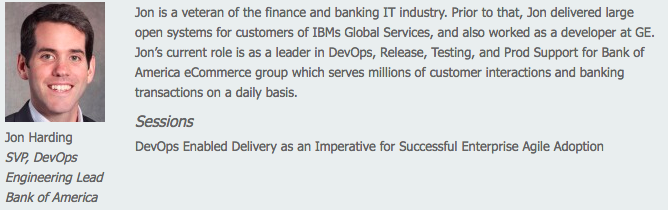 Jon is a veteran of the finance and banking IT industry. Prior to that, Jon delivered large
open systems for customers of IBMs Global Services, and also worked as a developer at GE.
Jon's current role is as a leader in DevOps, Release, Testing, and Prod Support for Bank of
America eCommerce group which serves millions of customer interactions and banking
transactions on a daily basis.
Sessions
DevOps Enabled Delivery as an Imperative for Successful Enterprise Agile Adoption
Jon Harding
SVP, DevOps
Engineering Lead
Bank of America